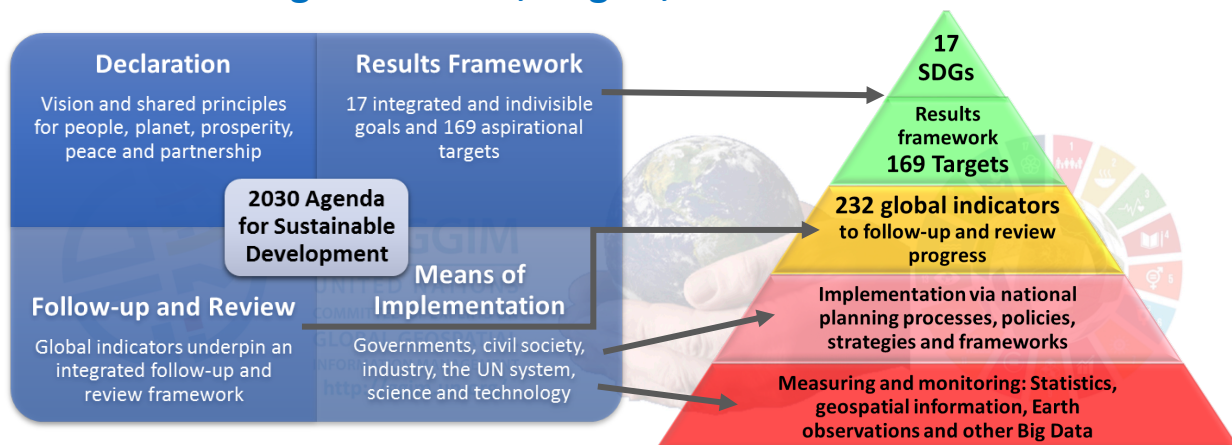 Declaration
Vision and shared principles
for people, planet, prosperity,
peace and partnership
Results Framework
17 integrated and indivisible
goals and 169 aspirational
targets
2030 Agenda
for Sustainable
Development
Follow-up and Review
Global indicators underpin an
integrated follow-up and
review framework
Means of
Implementation
Governments, civil society,
industry, the UN system,
science and technology
17
SDGs
Results
framework
169 Targets
232 global indicators
to follow-up and review
progress
Implementation via national
planning processes, policies,
strategies and frameworks
Measuring and monitoring: Statistics,
geospatial information, Earth
observations and other Big Data
GGIM
UNITED NATIONS